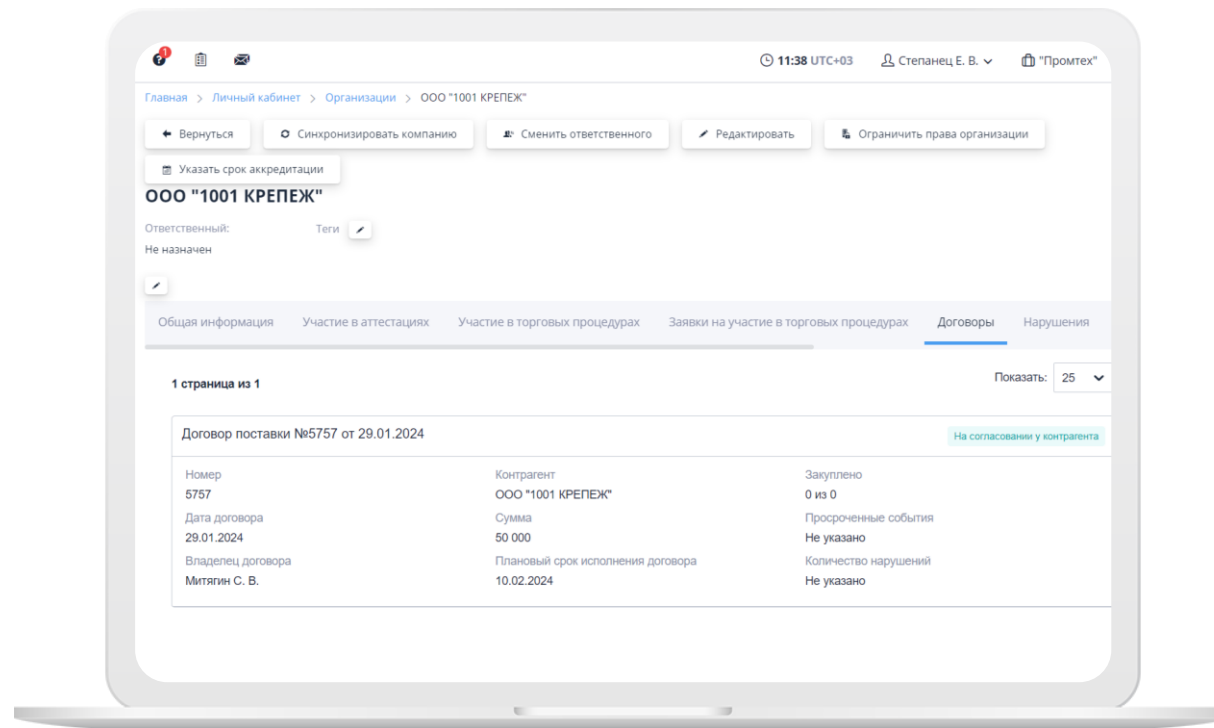 1
11:38 UTC+03 Степанец Е. В. "Промтех"
Главная > Личный кабинет > Организации > ООО "1001 КРЕПЕЖ"
Вернуться Синхронизировать компанию Сменить ответственного Редактировать Ограничить права организации
Указать срок аккредитации
ООО "1001 КРЕПЕЖ"
Ответственный: Теги
Не назначен
Общая информация Участие в аттестациях Участие в торговых процедурах Заявки на участие в торговых процедурах Договоры Нарушения
1 страница из 1 Показать: 25
Договор поставки №5757 от 29.01.2024 На согласовании у контрагента
Номер Контрагент Закуплено
5757 ООО "1001 КРЕПЕЖ" 0 из 0
Дата договора Сумма Просроченные события
29.01.2024 50 000 Не указано
Владелец договора Плановый срок исполнения договора Количество нарушений
Митягин С. В. 10.02.2024 Не указано